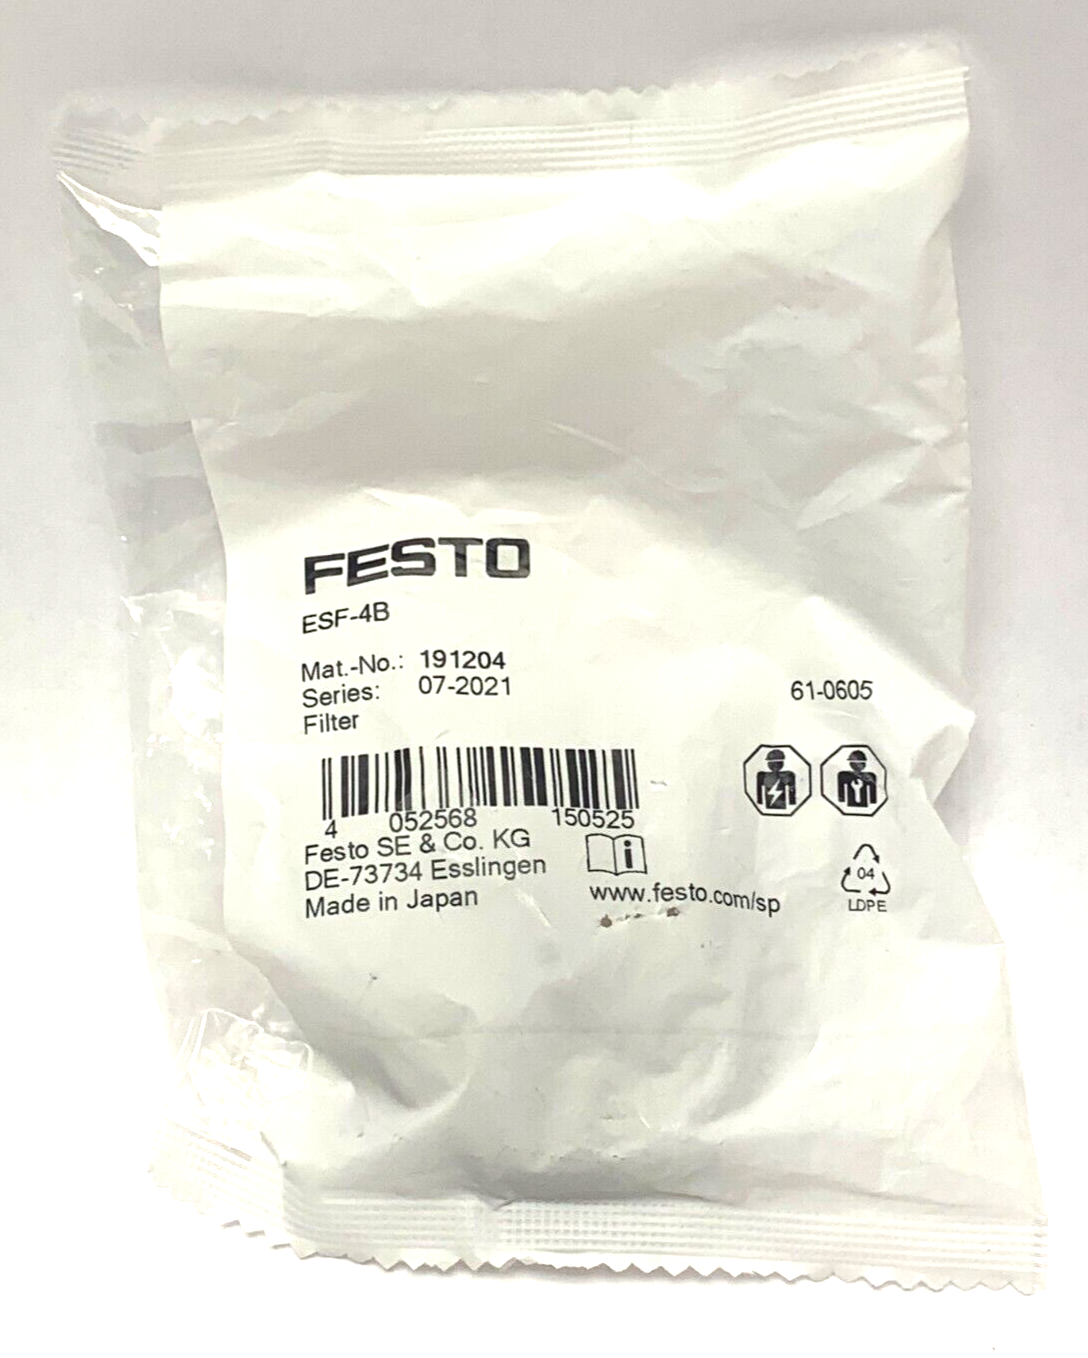 FESTO
ESF-4B
Mat.-No.: 191204
Series: 07-2021
61-0605
Filter
4 052568 150525
Festo SE & Co. KG
DE-73734 Esslingen
Made in Japan
i
www.festo.com/sp
04
LDPE